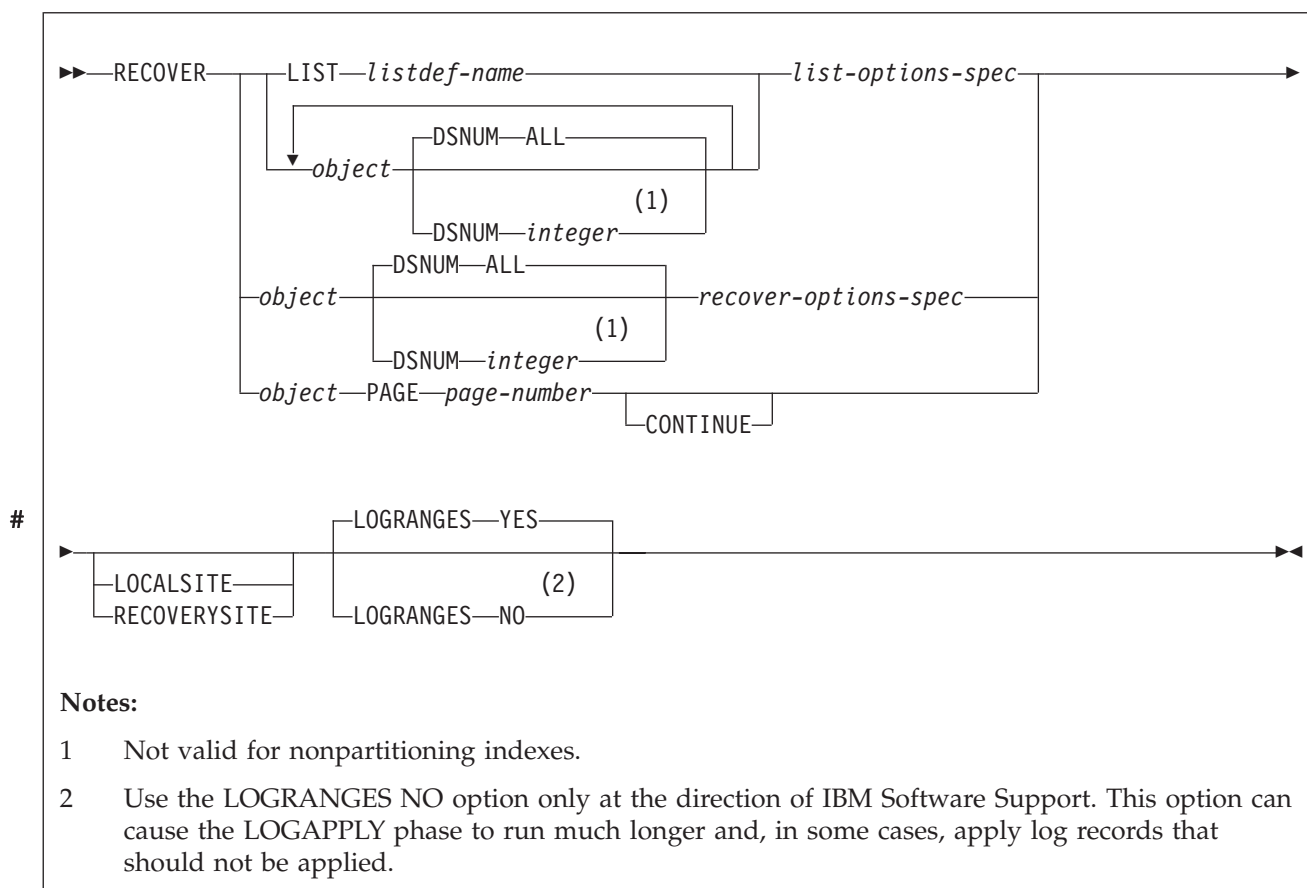 RECOVER LIST listdef-name list-options-spec
DSNUM ALL
object
(1)
DSNUM integer
DSNUM ALL
object recover-options-spec
(1)
DSNUM integer
object PAGE page-number
CONTINUE
#
LOGRANGES YES
LOCALSITE (2)
RECOVERYSITE LOGRANGES NO
Notes:
1 Not valid for nonpartitioning indexes.
2 Use the LOGRANGES NO option only at the direction of IBM Software Support. This option can
cause the LOGAPPLY phase to run much longer and, in some cases, apply log records that
should not be applied.